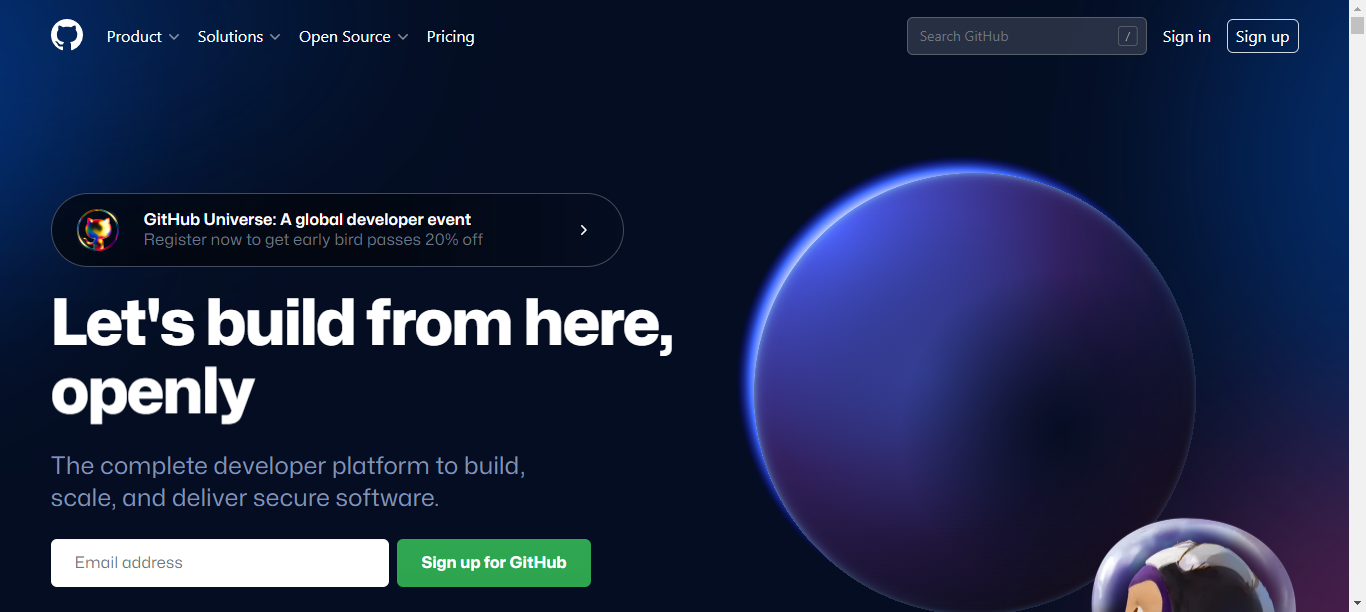 Product
Solutions
Open Source
Pricing
Search GitHub
/
Sign in
Sign up
GitHub Universe: A global developer event
Register now to get early bird passes 20% off
Let's build from here,
openly
The complete developer platform to build,
scale, and deliver secure software.
Email address
Sign up for GitHub